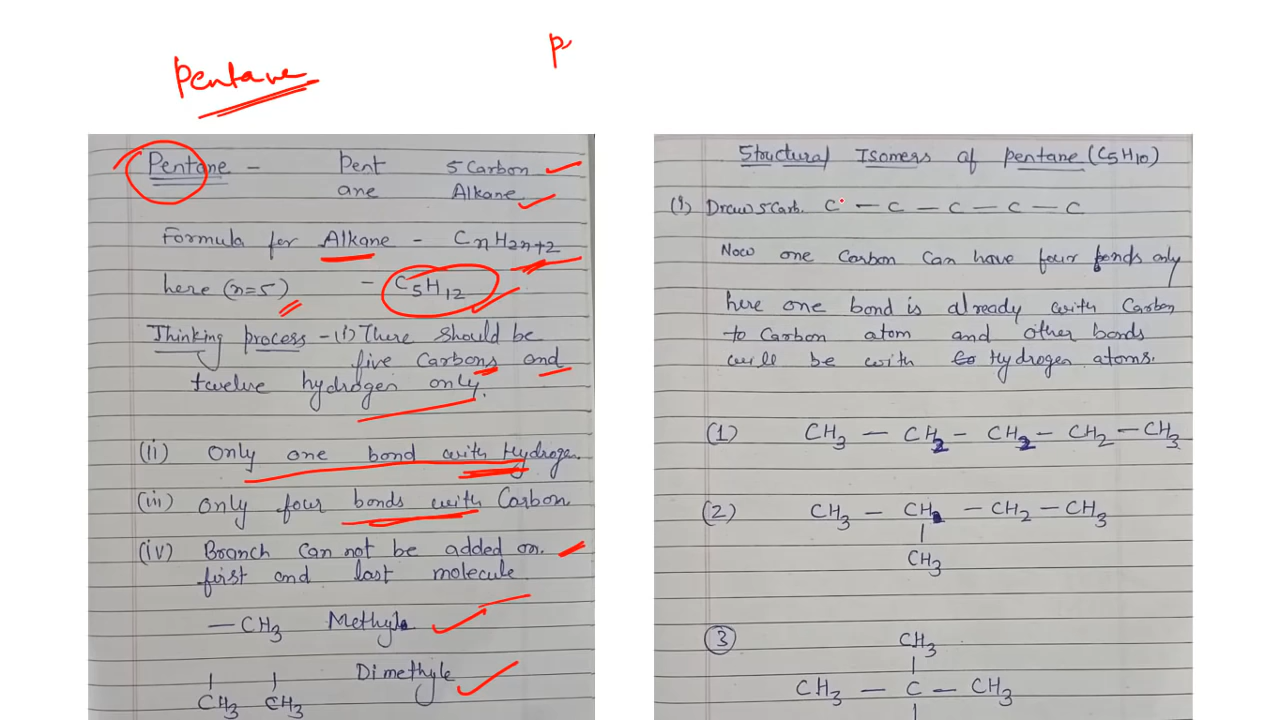 Pentane
p
Pentane - Pent 5 Carbon
ane Alkane
Formula for Alkane - CnH2n+2
here (n=5) - C5H12
Thinking process - (i) There should be
five Carbons and
twelve hydrogen only.
(ii) Only one bond with Hydrogen.
(iii) Only four bonds with Carbon
(iv) Branch can not be added on.
first and last molecule
—CH3 Methyle
Dimethyle
CH3 CH3
Structural Isomers of pentane (C5H10)
(i) Draw 5 Carb. C — C — C — C — C
Now one Carbon can have four bonds only
here one bond is already with Carbon
to Carbon atom and other bonds
will be with Hydrogen atoms.
(1) CH3 — CH2 — CH2 — CH2 — CH3
(2) CH3 — CH — CH2 — CH3
CH3
(3) CH3
CH3 — C — CH3